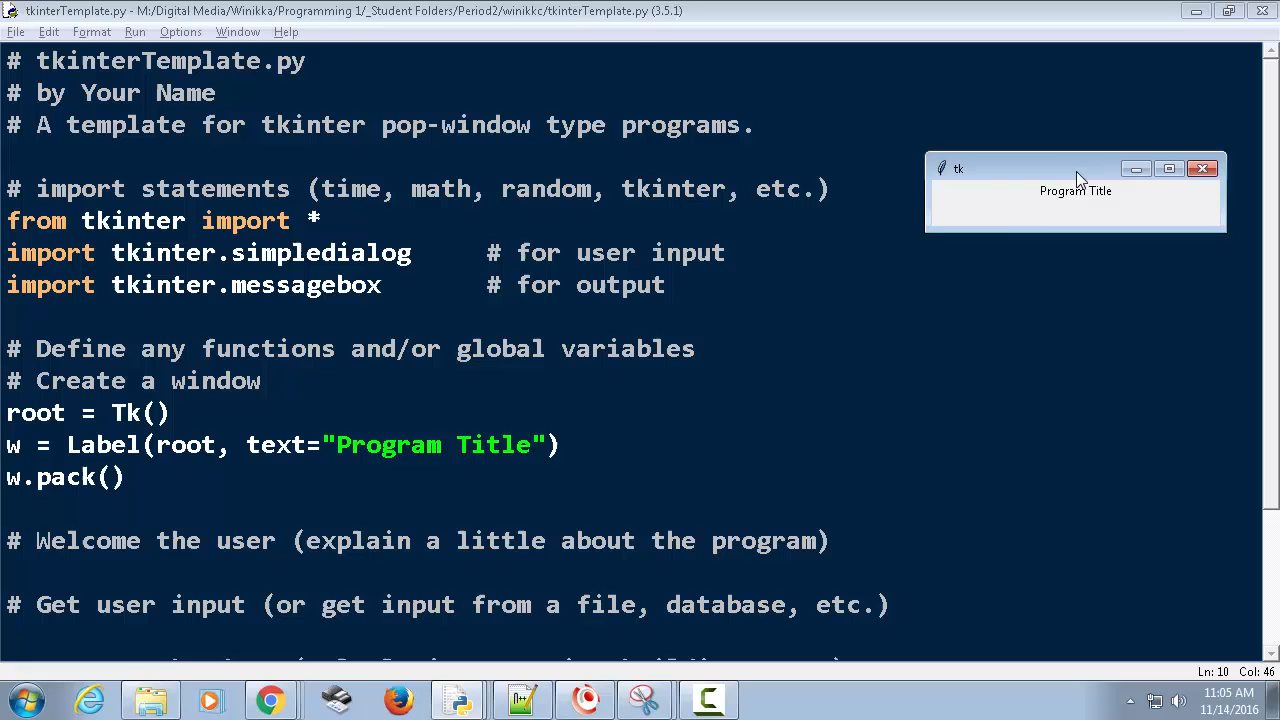 tkinterTemplate.py - M:/Digital Media/Winikka/Programming 1/_Student Folders/Period2/winikkc/tkinterTemplate.py (3.5.1)
File Edit Format Run Options Window Help
# tkinterTemplate.py
# by Your Name
# A template for tkinter pop-window type programs.
tk
Program Title
# import statements (time, math, random, tkinter, etc.)
from tkinter import *
import tkinter.simpledialog # for user input
import tkinter.messagebox # for output
# Define any functions and/or global variables
# Create a window
root = Tk()
w = Label(root, text="Program Title")
w.pack()
# Welcome the user (explain a little about the program)
# Get user input (or get input from a file, database, etc.)
Ln: 10 Col: 46
11:05 AM
11/14/2016